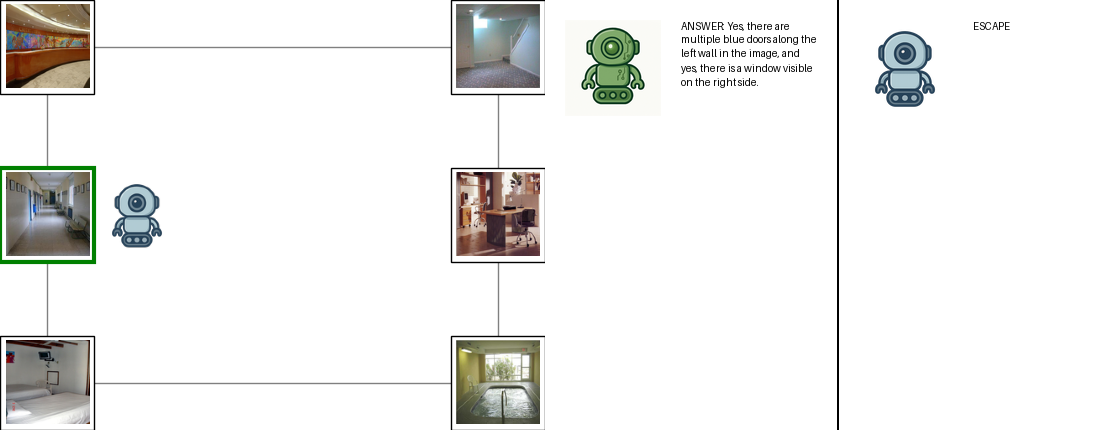 ANSWER: Yes, there are
multiple blue doors along the
left wall in the image, and
yes, there is a window visible
on the right side.
ESCAPE